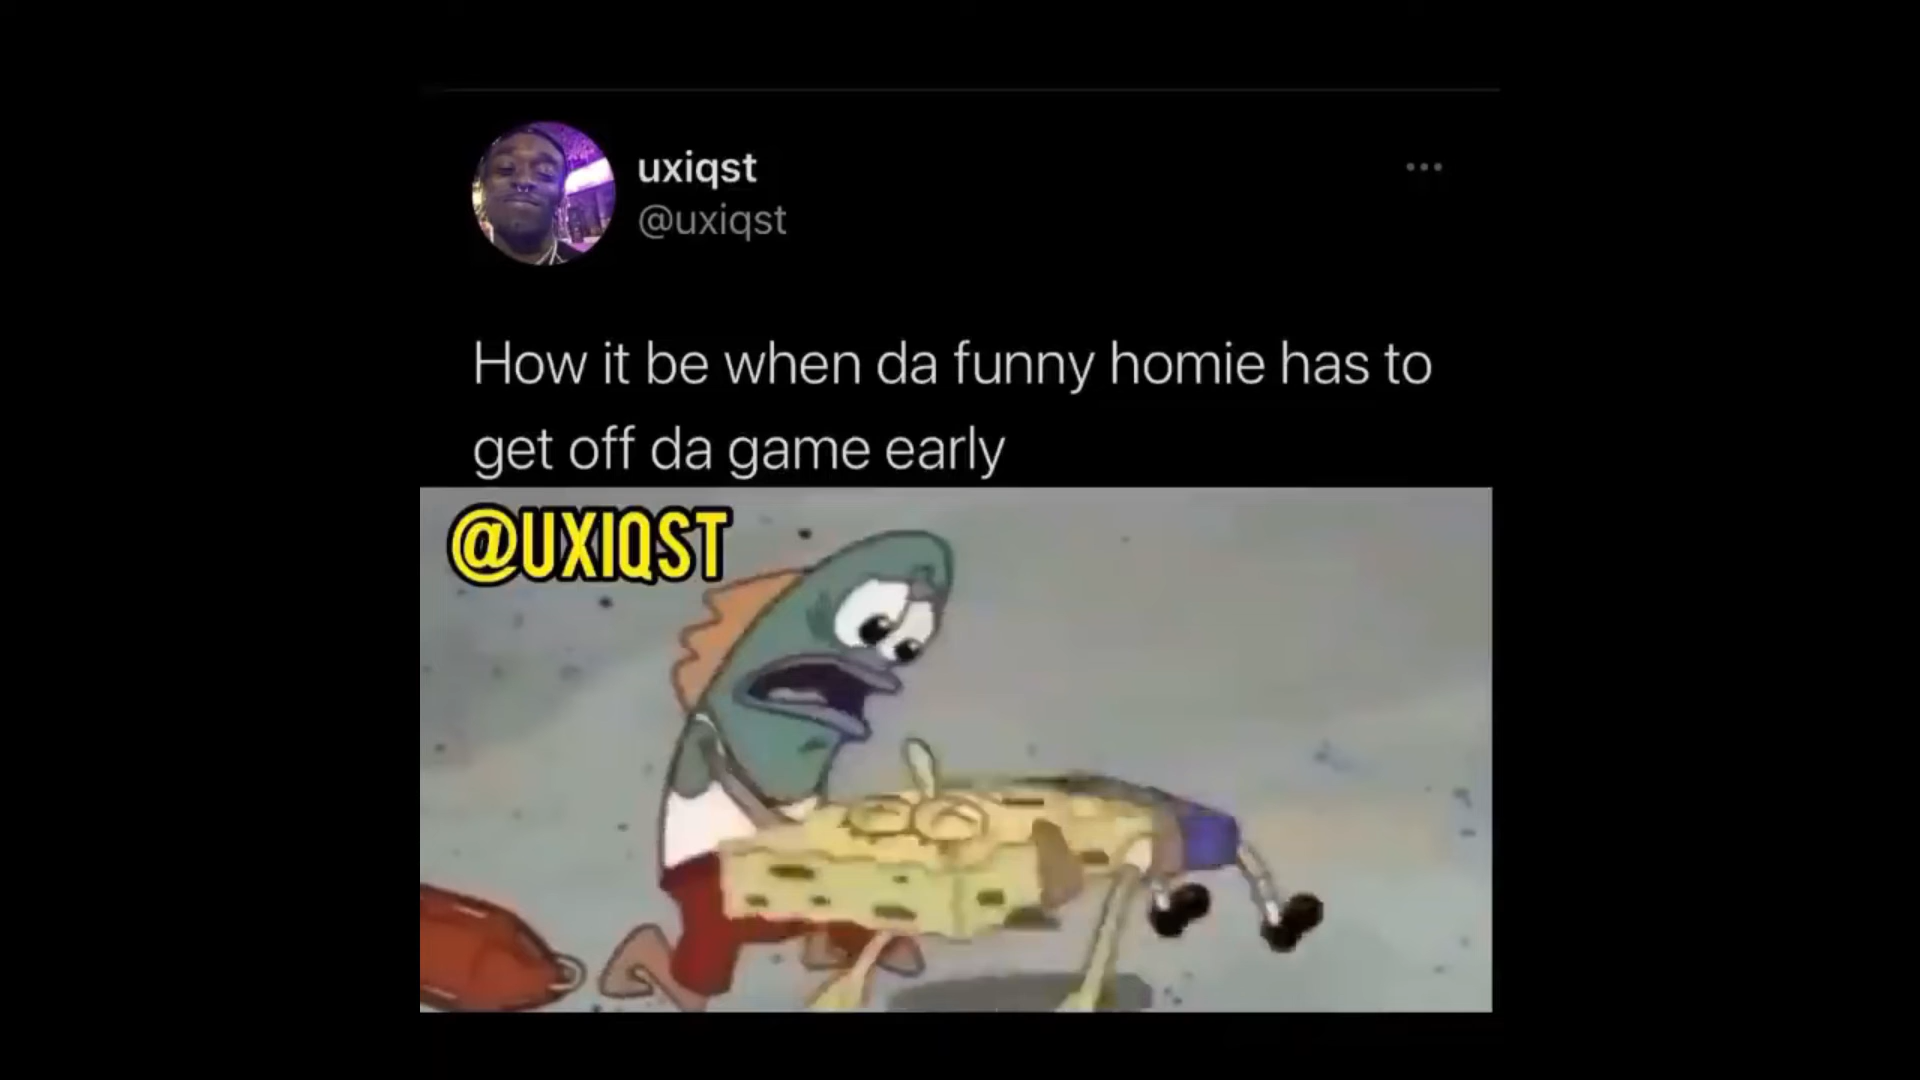 uxiqst
@uxiqst
How it be when da funny homie has to
get off da game early
@UXIQST